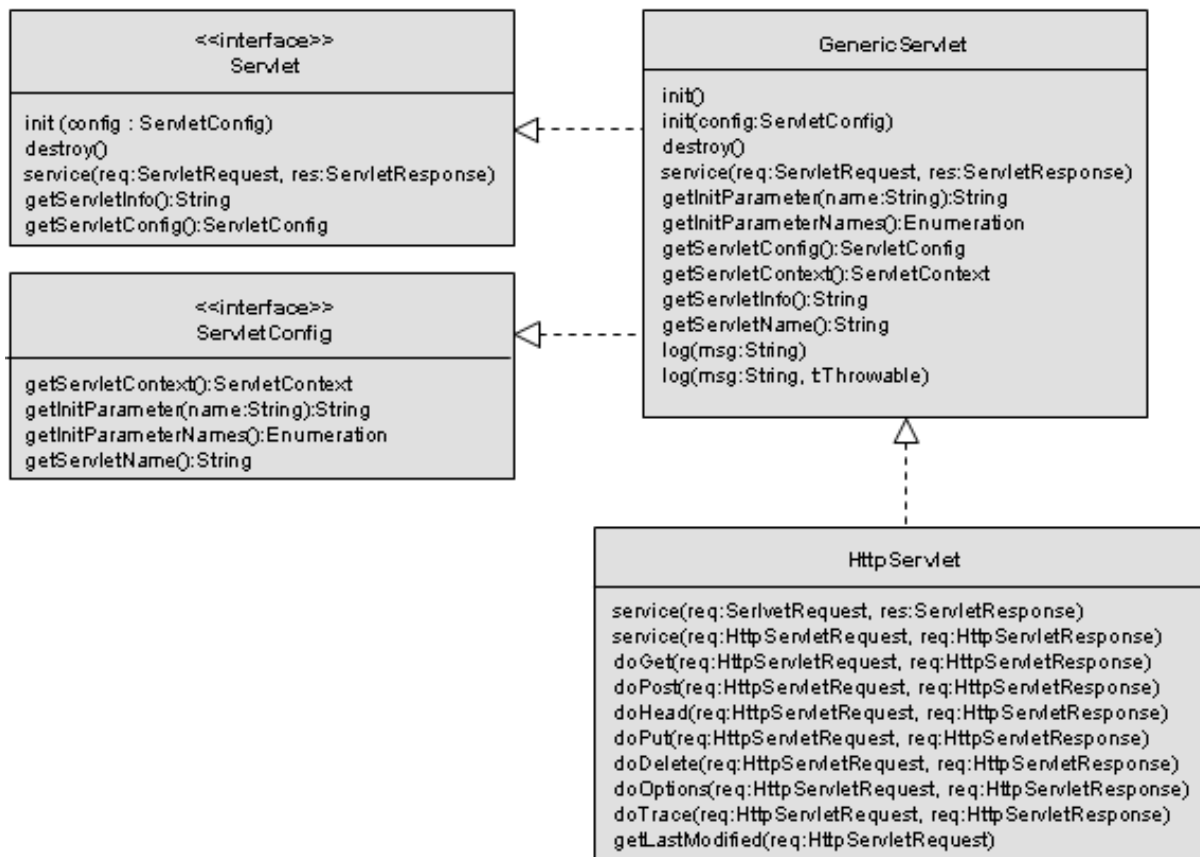 <<interface>>
Servlet
init (config : ServletConfig)
destroy()
service(req:ServletRequest, res:ServletResponse)
getServletInfo():String
getServletConfig():ServletConfig
<<interface>>
ServletConfig
getServletContext():ServletContext
getInitParameter(name:String):String
getInitParameterNames():Enumeration
getServletName():String
GenericServlet
init()
init(config:ServletConfig)
destroy()
service(req:ServletRequest, res:ServletResponse)
getInitParameter(name:String):String
getInitParameterNames():Enumeration
getServletConfig():ServletConfig
getServletContext():ServletContext
getServletInfo():String
getServletName():String
log(msg:String)
log(msg:String, t:Throwable)
HttpServlet
service(req:SerlvetRequest, res:ServletResponse)
service(req:HttpServletRequest, req:HttpServletResponse)
doGet(req:HttpServletRequest, req:HttpServletResponse)
doPost(req:HttpServletRequest, req:HttpServletResponse)
doHead(req:HttpServletRequest, req:HttpServletResponse)
doPut(req:HttpServletRequest, req:HttpServletResponse)
doDelete(req:HttpServletRequest, req:HttpServletResponse)
doOptions(req:HttpServletRequest, req:HttpServletResponse)
doTrace(req:HttpServletRequest, req:HttpServletResponse)
getLastModified(req:HttpServletRequest)